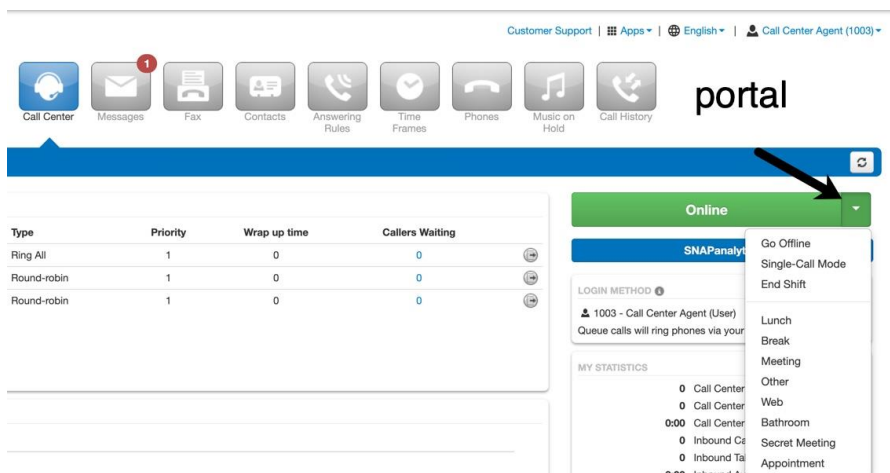 Customer Support | Apps | English | Call Center Agent (1003)
1
Call Center
Messages
Fax
Contacts
Answering
Rules
Time
Frames
Phones
Music on
Hold
Call History
portal
Online
Type Priority Wrap up time Callers Waiting
Ring All 1 0 0
Round-robin 1 0 0
Round-robin 1 0 0
SNAPanalyt
Go Offline
Single-Call Mode
End Shift
Lunch
Break
Meeting
Other
Web
Bathroom
Secret Meeting
Appointment
LOGIN METHOD
1003 - Call Center Agent (User)
Queue calls will ring phones via your
MY STATISTICS
0 Call Center
0 Call Center
0:00 Call Center
0 Inbound Ca
0 Inbound Ta